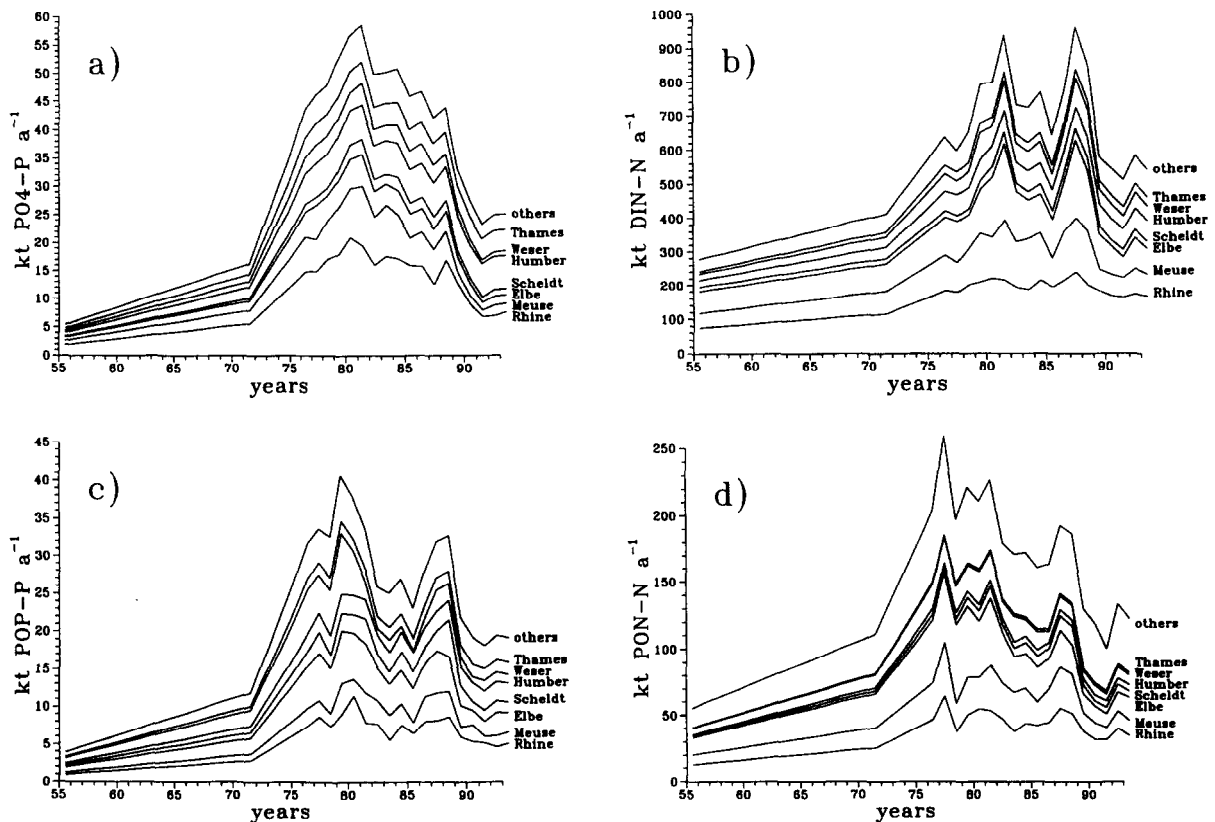 a)
kt PO4-P a⁻¹
60
55
50
45
40
35
30
25
20
15
10
5
0
others
Thames
Weser
Humber
Scheldt
Elbe
Meuse
Rhine
55 60 65 70 75 80 85 90
years
b)
kt DIN-N a⁻¹
1000
900
800
700
600
500
400
300
200
100
0
others
Thames
Weser
Humber
Scheldt
Elbe
Meuse
Rhine
55 60 65 70 75 80 85 90
years
c)
kt POP-P a⁻¹
45
40
35
30
25
20
15
10
5
0
others
Thames
Weser
Humber
Scheldt
Elbe
Meuse
Rhine
55 60 65 70 75 80 85 90
years
d)
kt PON-N a⁻¹
250
200
150
100
50
0
others
Thames
Weser
Humber
Scheldt
Elbe
Meuse
Rhine
55 60 65 70 75 80 85 90
years